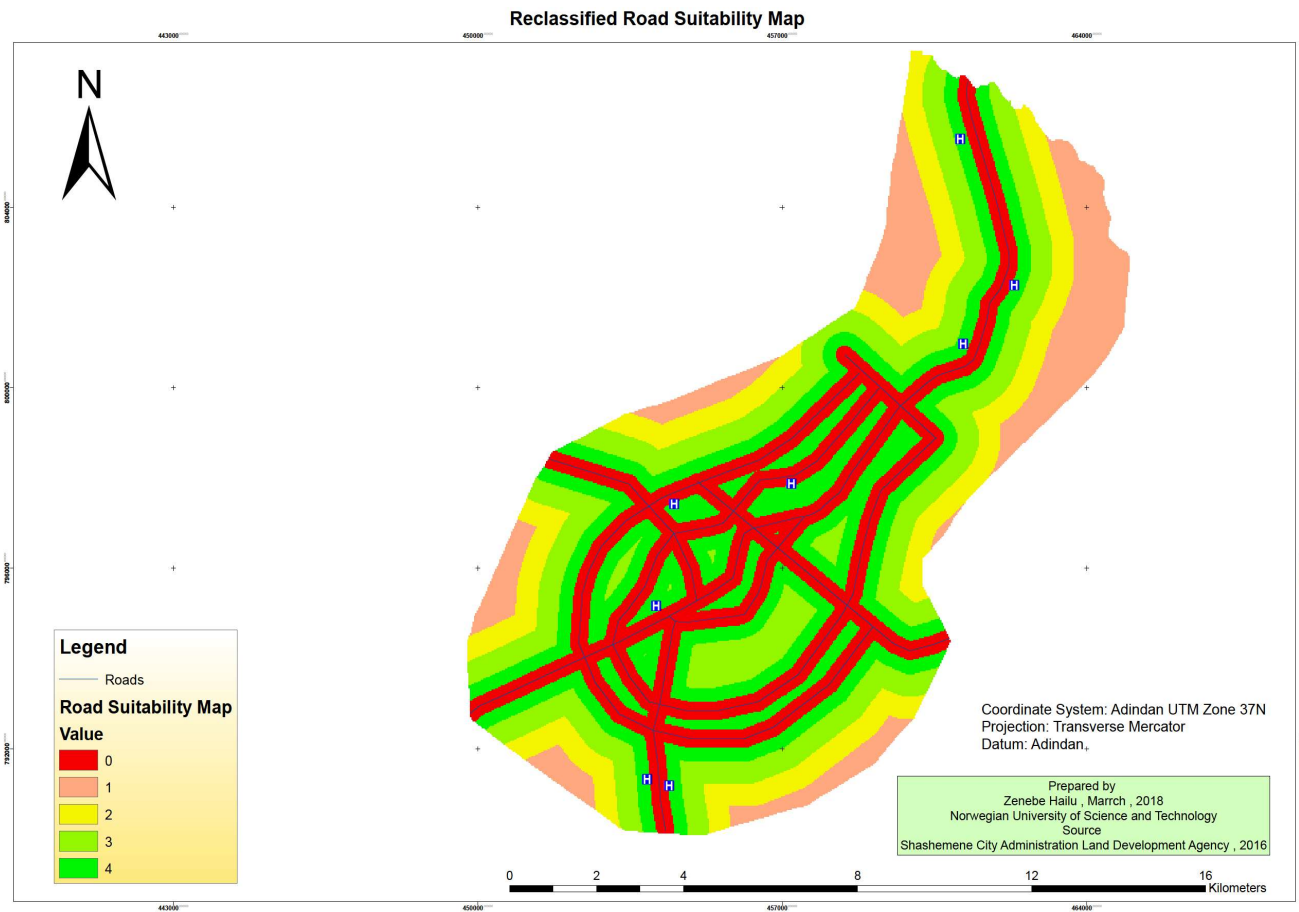 Reclassified Road Suitability Map
443000
450000
457000
464000
N
804000
804000
800000
796000
792000
H
H
H
H
H
H
H
H
Legend
Roads
Road Suitability Map
Value
0
1
2
3
4
Coordinate System: Adindan UTM Zone 37N
Projection: Transverse Mercator
Datum: Adindan
Prepared by
Zenebe Hailu , Marrch , 2018
Norwegian University of Science and Technology
Source
Shashemene City Administration Land Development Agency , 2016
0 2 4 8 12 16
Kilometers
443000
450000
457000
464000